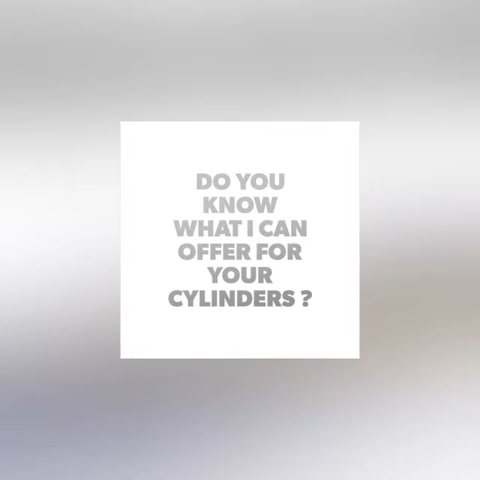 DO YOU
KNOW
WHAT I CAN
OFFER FOR
YOUR
CYLINDERS ?